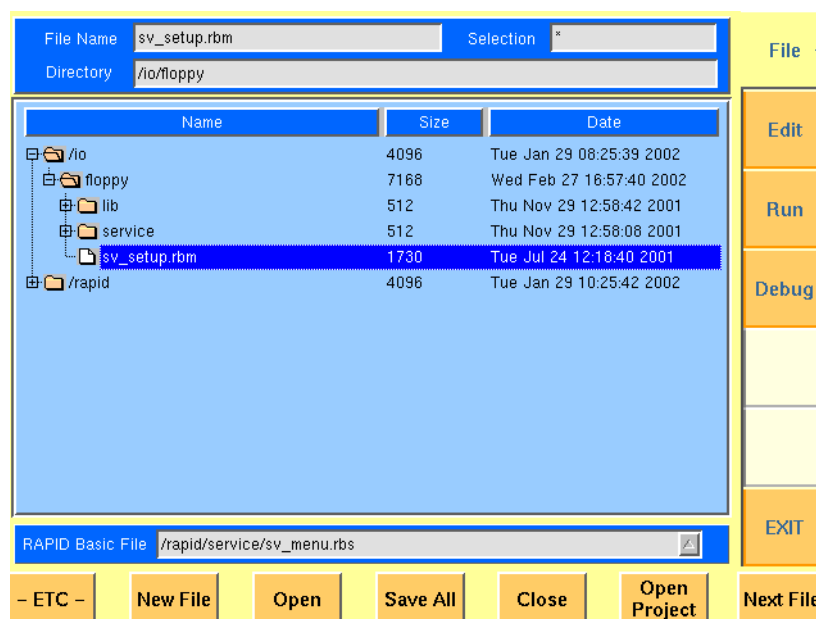 File Name sv_setup.rbm Selection *
Directory /io/floppy
File -
Name Size Date
/io 4096 Tue Jan 29 08:25:39 2002
floppy 7168 Wed Feb 27 16:57:40 2002
lib 512 Thu Nov 29 12:58:42 2001
service 512 Thu Nov 29 12:58:08 2001
sv_setup.rbm 1730 Tue Jul 24 12:18:40 2001
/rapid 4096 Tue Jan 29 10:25:42 2002
Edit
Run
Debug
EXIT
RAPID Basic File /rapid/service/sv_menu.rbs
– ETC – New File Open Save All Close Open Project Next File